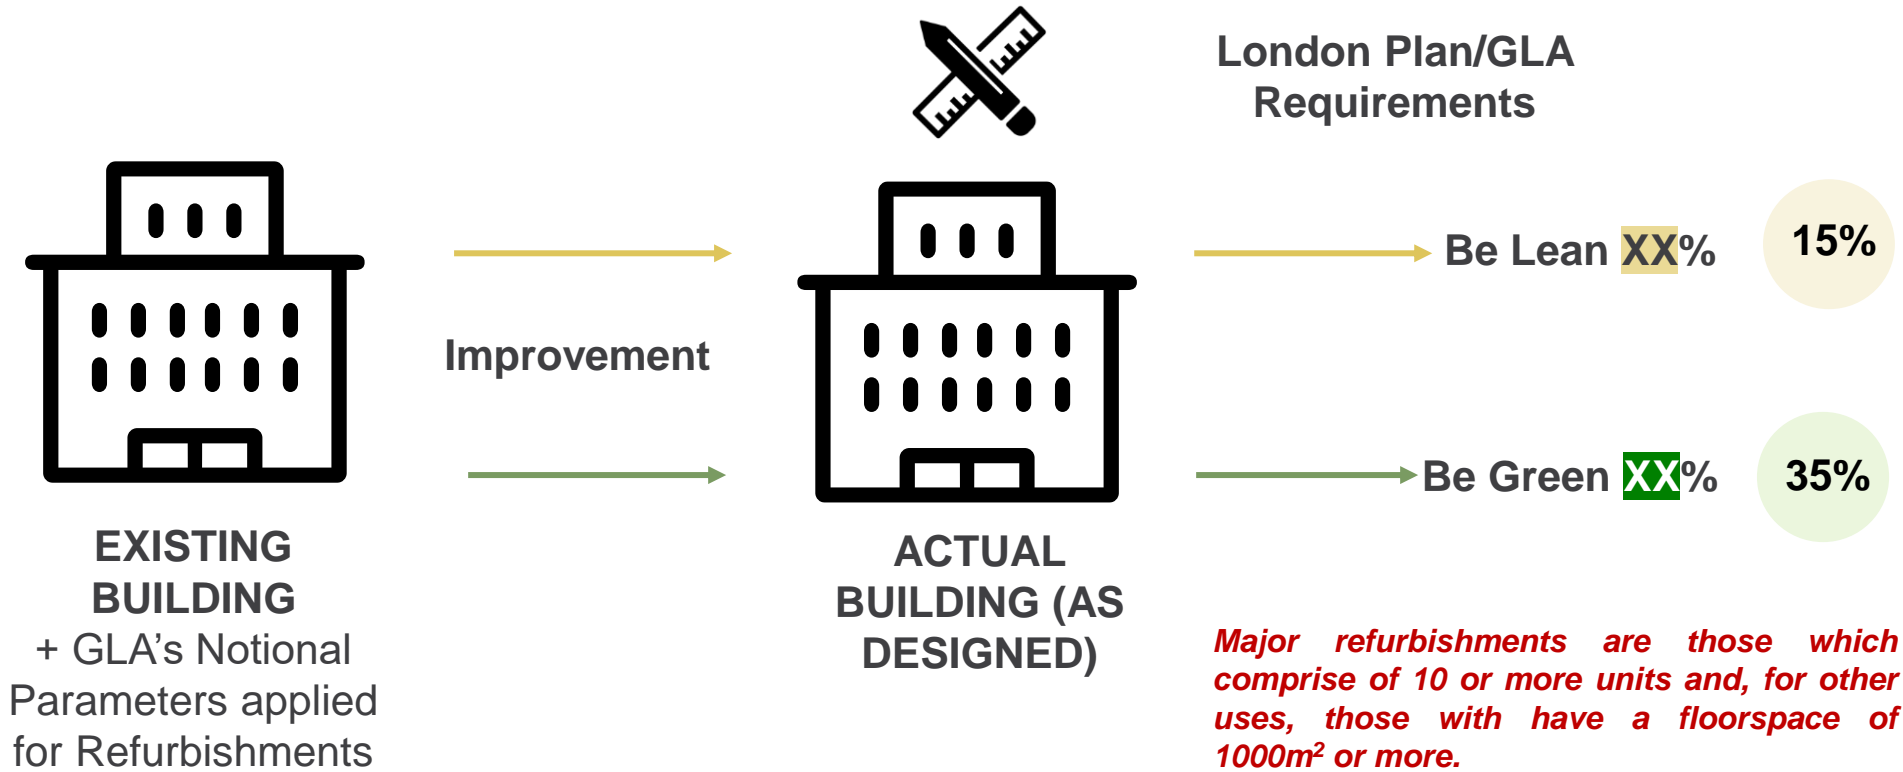 London Plan/GLA
Requirements
Be Lean XX%
15%
Improvement
Be Green XX%
35%
EXISTING
BUILDING
+ GLA’s Notional
Parameters applied
for Refurbishments
ACTUAL
BUILDING (AS
DESIGNED)
Major refurbishments are those which
comprise of 10 or more units and, for other
uses, those with have a floorspace of
1000m² or more.